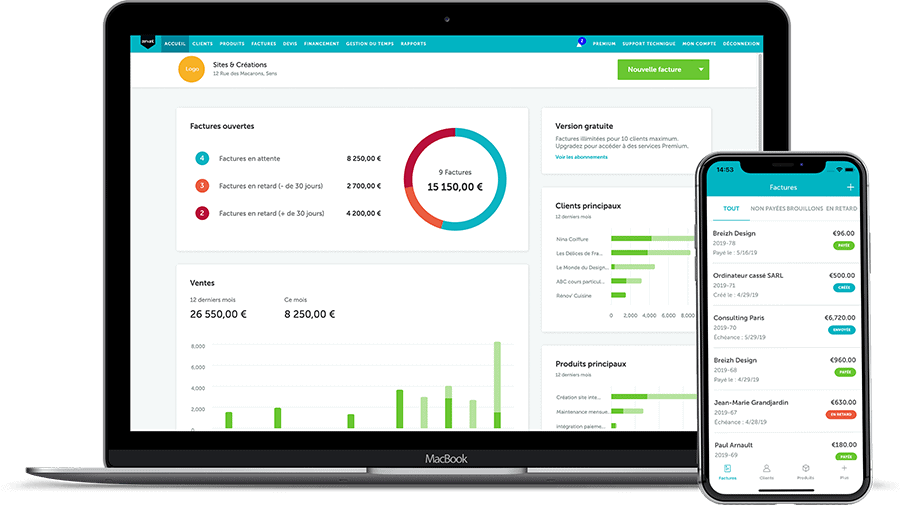 ACCUEIL CLIENTS PRODUITS FACTURES DEVIS FINANCEMENT GESTION DU TEMPS RAPPORTS
2 PREMIUM SUPPORT TECHNIQUE MON COMPTE DÉCONNEXION
Logo
Sites & Créations
12 Rue des Macarons, Sens
Nouvelle facture
Factures ouvertes
4 Factures en attente 8 250,00 €
3 Factures en retard (- de 30 jours) 2 700,00 €
2 Factures en retard (+ de 30 jours) 4 200,00 €
9 Factures
15 150,00 €
Version gratuite
Factures illimitées pour 10 clients maximum.
Upgradez pour accéder à des services Premium.
Voir les abonnements
Clients principaux
12 derniers mois
Nina Coiffure
Les Délices de Fra...
Le Monde du Design...
ABC cours particul...
Rénov' Cuisine
0 2,000 4,000 6,000 8,000
Ventes
12 derniers mois
26 550,00 €
Ce mois
8 250,00 €
8,000
6,000
4,000
2,000
Produits principaux
12 derniers mois
Création site inte...
Maintenance mensue...
Intégration paieme...
MacBook
14:53
Factures +
TOUT NON PAYÉES BROUILLONS EN RETARD
Breizh Design €96.00
2019-78
Payé le : 5/16/19 PAYÉE
Ordinateur cassé SARL €500.00
2019-71
Créé le : 4/29/19 CRÉÉE
Consulting Paris €6,720.00
2019-70
Échéance : 5/29/19 ENVOYÉE
Breizh Design €960.00
2019-68
Payé le : 4/29/19 PAYÉE
Jean-Marie Grandjardin €630.00
2019-67
Échéance : 4/28/19 EN RETARD
Paul Arnault €180.00
2019-69 PAYÉE
Factures Clients Produits Plus